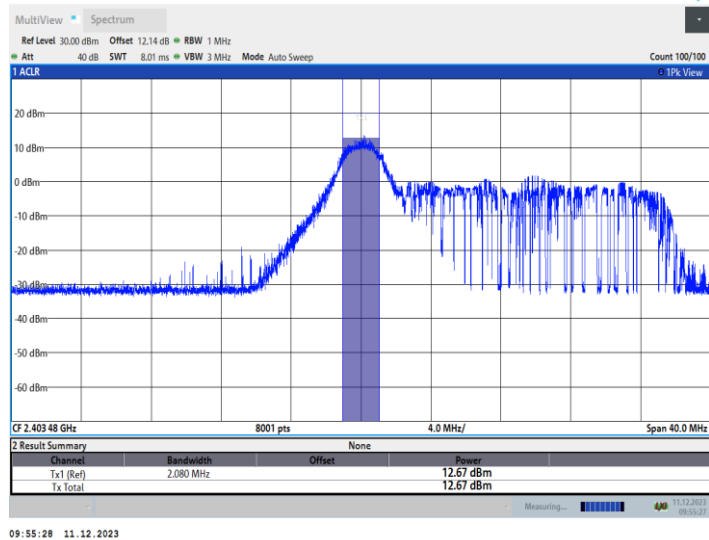 MultiView Spectrum
Ref Level 30.00 dBm Offset 12.14 dB RBW 1 MHz
Att 40 dB SWT 8.01 ms VBW 3 MHz Mode Auto Sweep Count 100/100
1 ACLR 1Pk View
20 dBm
10 dBm
0 dBm
-10 dBm
-20 dBm
-30 dBm
-40 dBm
-50 dBm
-60 dBm
CF 2.403 48 GHz 8001 pts 4.0 MHz/ Span 40.0 MHz
2 Result Summary None
Channel Bandwidth Offset Power
Tx1 (Ref) 2.080 MHz 12.67 dBm
Tx Total 12.67 dBm
Measuring... 11.12.2023
09:55:27
09:55:28 11.12.2023